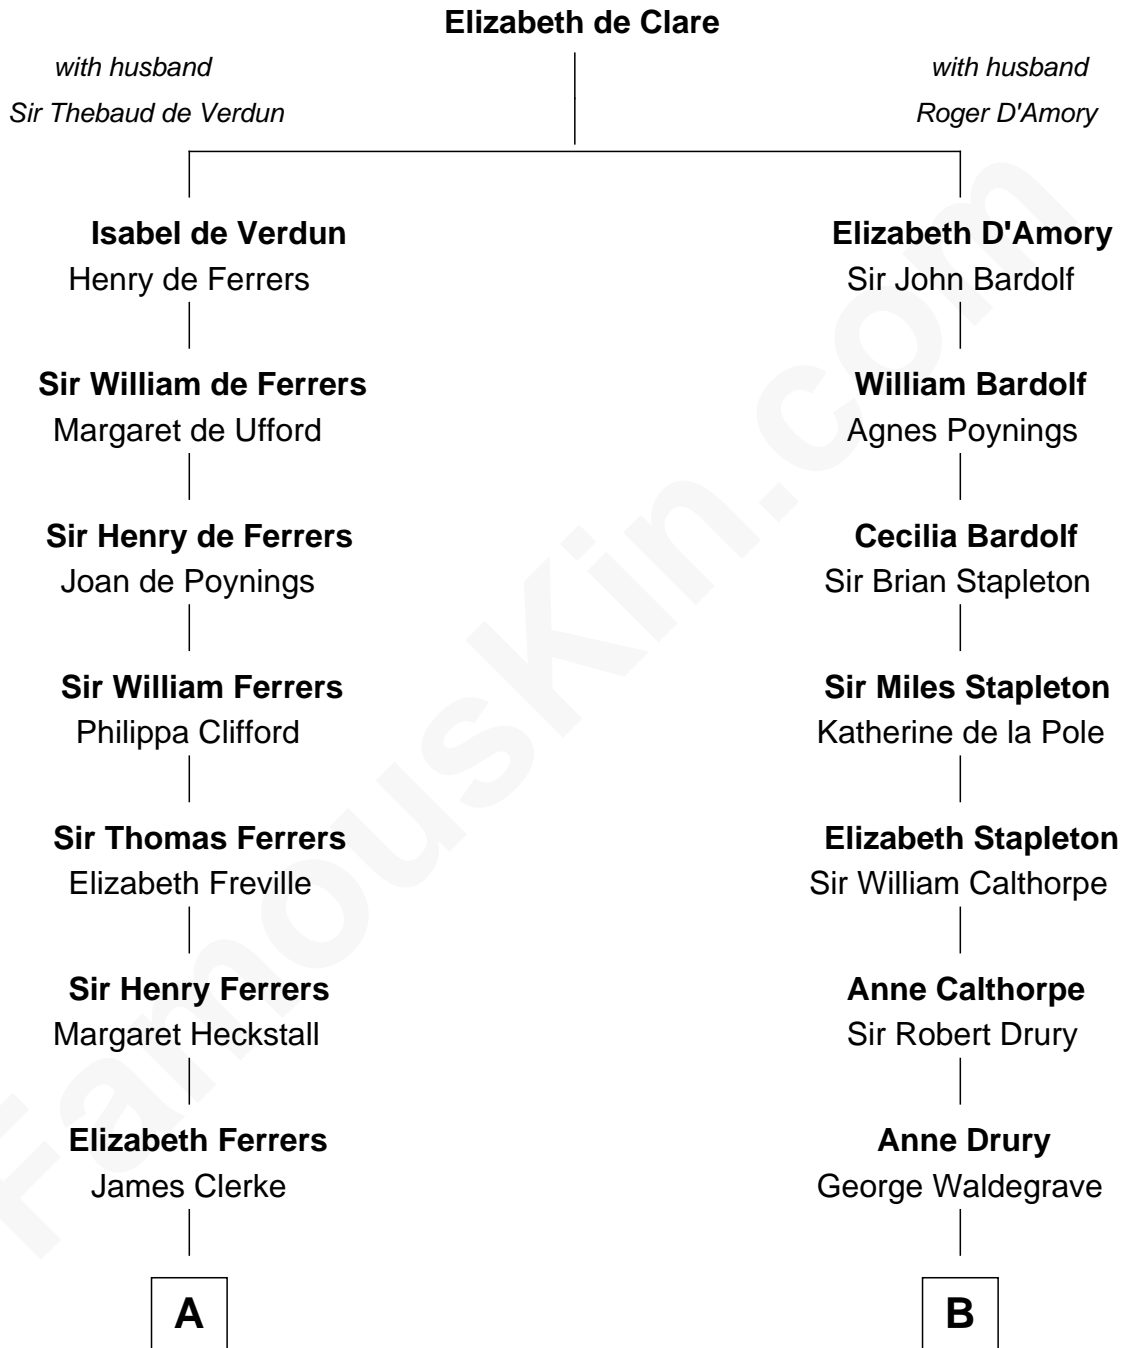 Elizabeth de Clare
with husband
Sir Thebaud de Verdun
with husband
Roger D'Amory
Isabel de Verdun
Henry de Ferrers
Elizabeth D'Amory
Sir John Bardolf
Sir William de Ferrers
Margaret de Ufford
William Bardolf
Agnes Poynings
Sir Henry de Ferrers
Joan de Poynings
Cecilia Bardolf
Sir Brian Stapleton
Sir William Ferrers
Philippa Clifford
Sir Miles Stapleton
Katherine de la Pole
Sir Thomas Ferrers
Elizabeth Freville
Elizabeth Stapleton
Sir William Calthorpe
Sir Henry Ferrers
Margaret Heckstall
Anne Calthorpe
Sir Robert Drury
Elizabeth Ferrers
James Clerke
Anne Drury
George Waldegrave
A
B
FamousKin.com